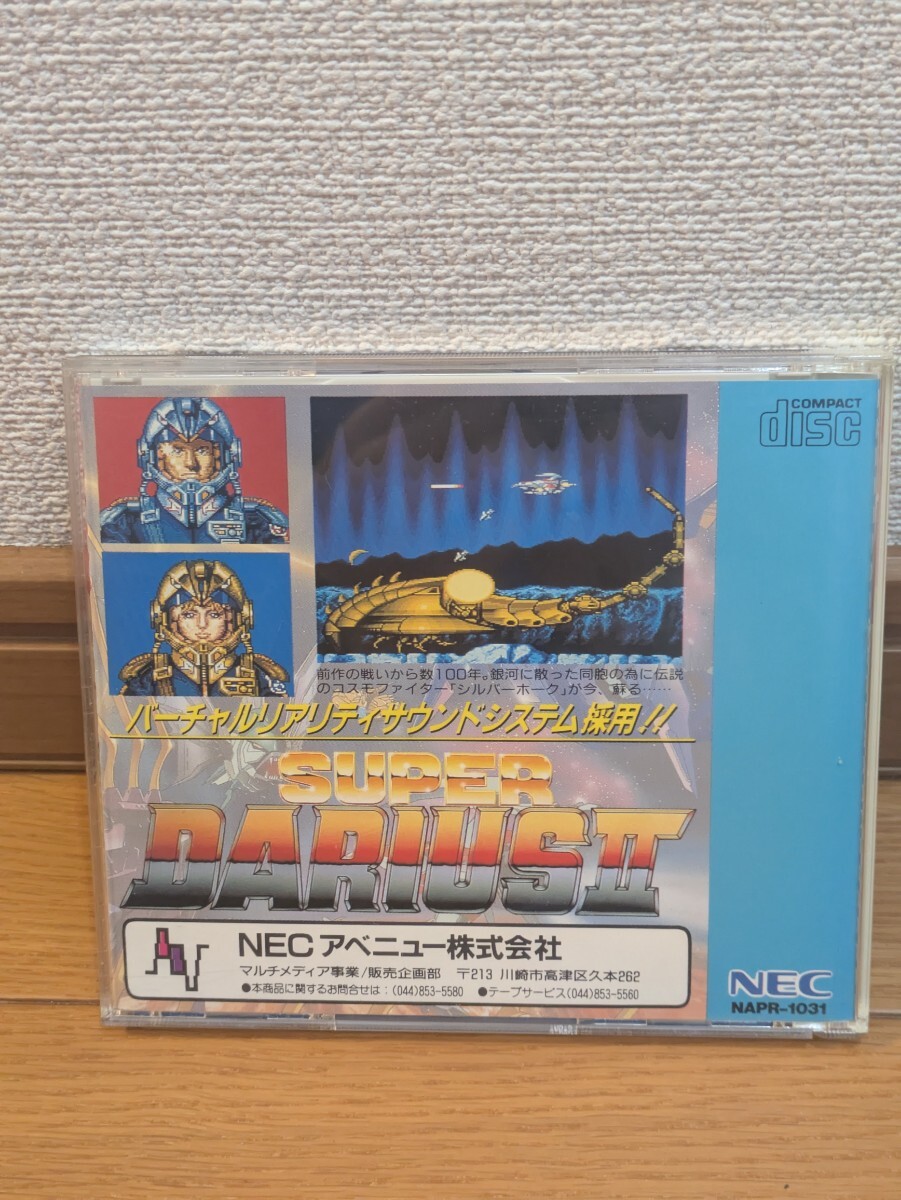 COMPACT
disc
前作の戦いから数100年。銀河に散った同胞の為に伝説
のコスモファイター「シルバーホーク」が今、蘇る……
バーチャルリアリティサウンドシステム採用!!
SUPER
DARIUS II
NEC アベニュー株式会社
マルチメディア事業/販売企画部 〒213 川崎市高津区久本262
●本商品に関するお問合せは:(044)853-5580 ●テープサービス(044)853-5560
NEC
NAPR-1031